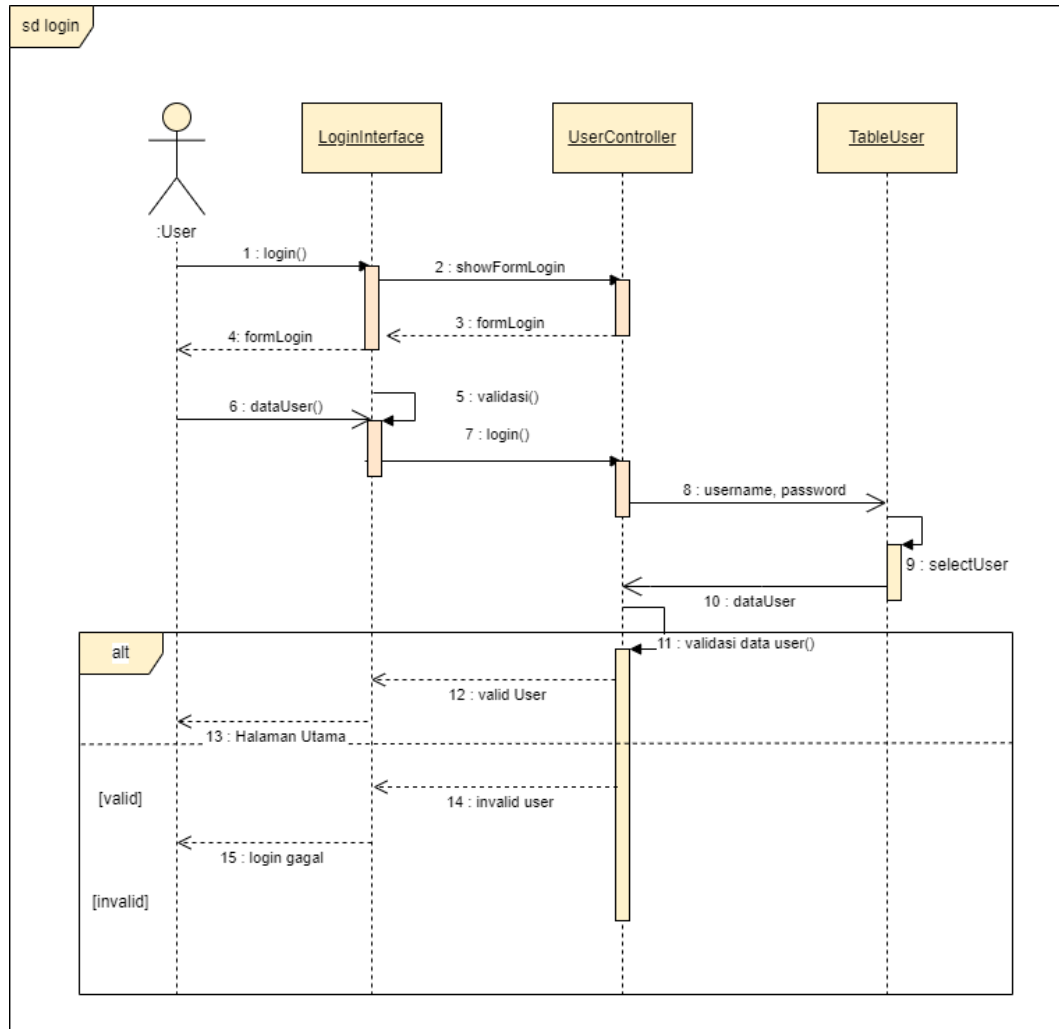 sd login
LoginInterface
UserController
TableUser
:User
1 : login()
2 : showFormLogin
3 : formLogin
4: formLogin
5 : validasi()
6 : dataUser()
7 : login()
8 : username, password
9 : selectUser
10 : dataUser
alt
11 : validasi data user()
12 : valid User
13 : Halaman Utama
[valid]
14 : invalid user
15 : login gagal
[invalid]